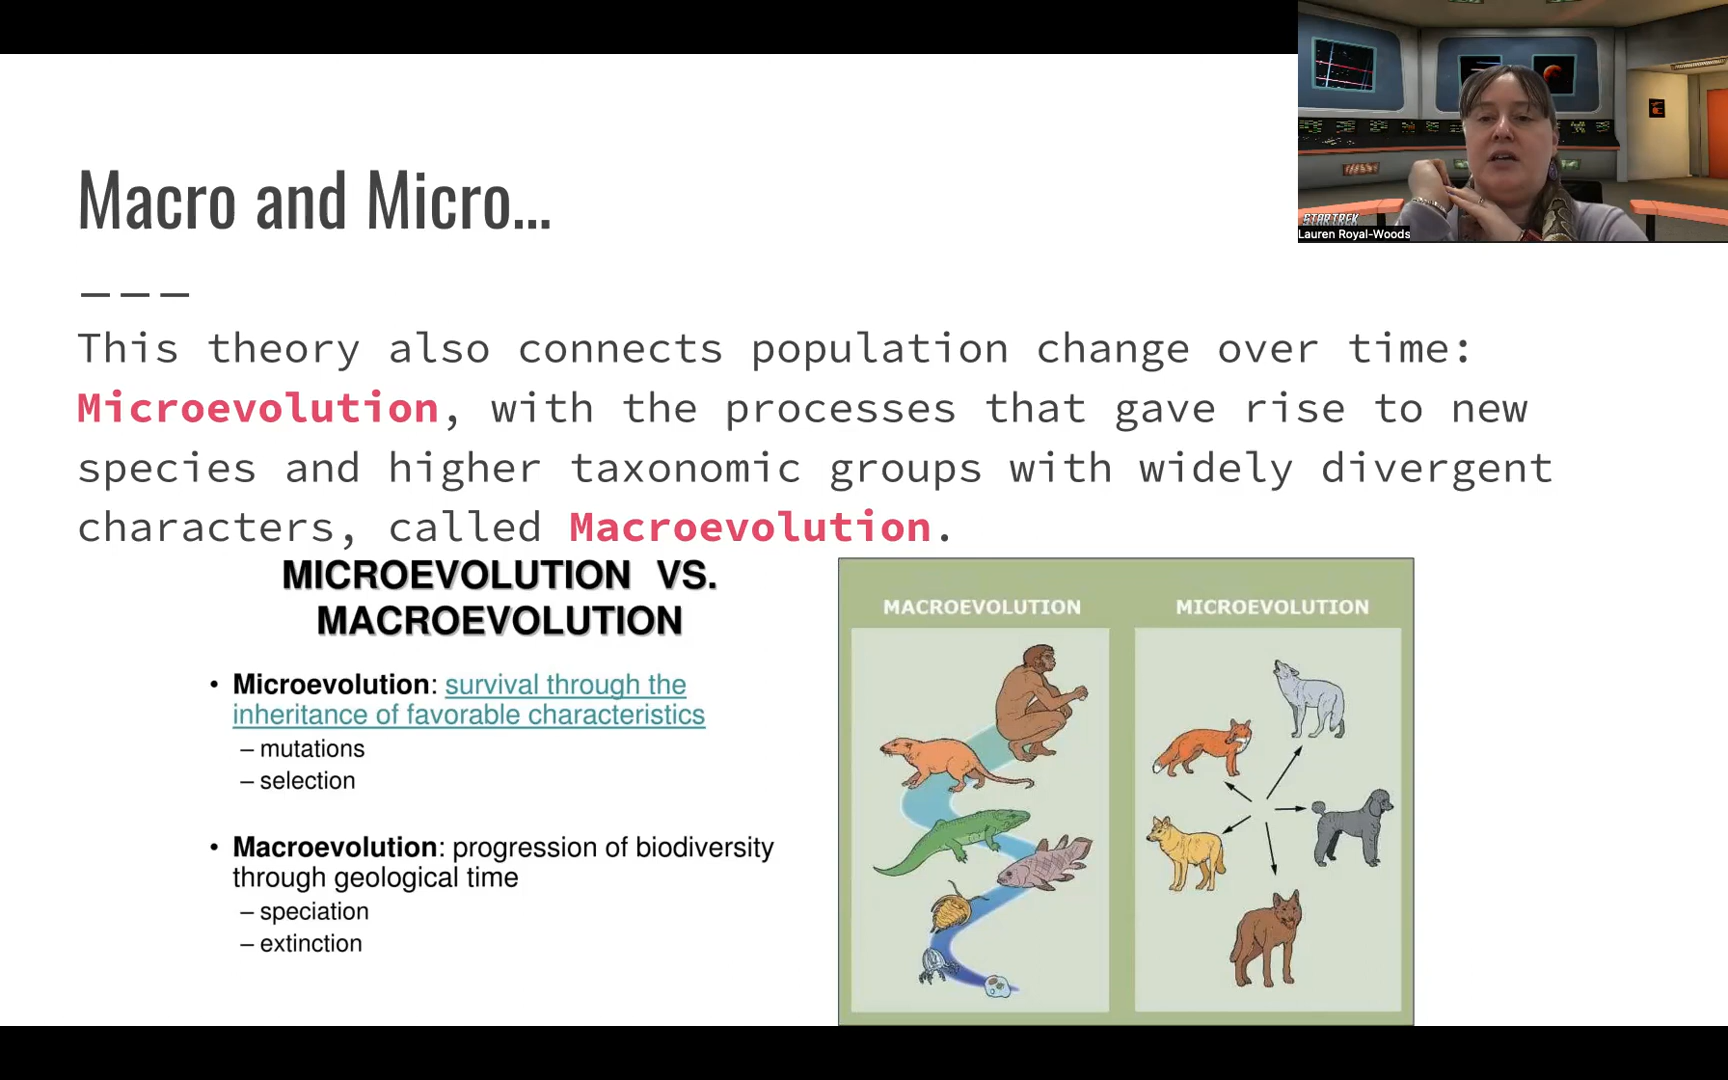 Macro and Micro...
STAR TREK
Lauren Royal-Woods
———
This theory also connects population change over time:
Microevolution, with the processes that gave rise to new
species and higher taxonomic groups with widely divergent
characters, called Macroevolution.
MICROEVOLUTION VS.
MACROEVOLUTION
• Microevolution: survival through the
inheritance of favorable characteristics
– mutations
– selection
• Macroevolution: progression of biodiversity
through geological time
– speciation
– extinction
MACROEVOLUTION
MICROEVOLUTION